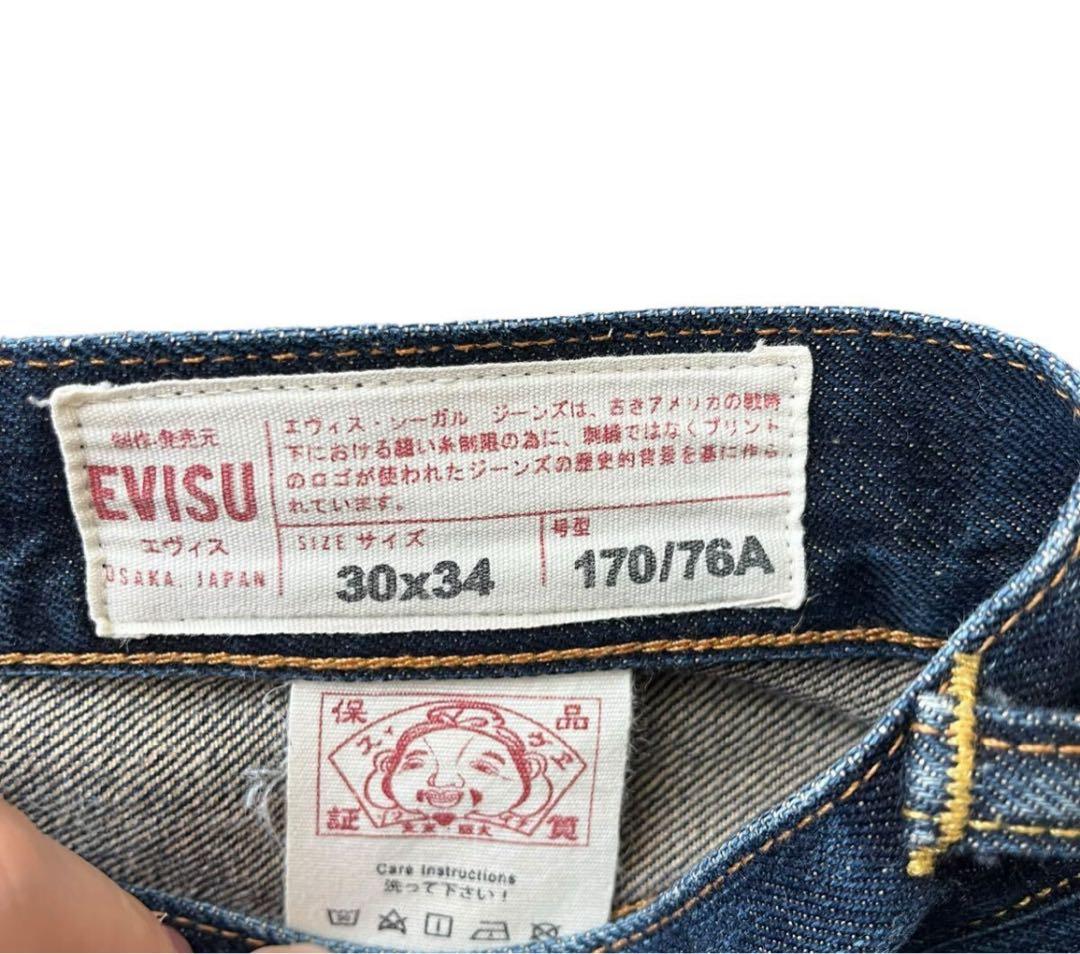 制作・発売元
EVISU
エヴィス
OSAKA, JAPAN
エヴィス・シーガル ジーンズは、古きアメリカの戦時
下における縫い糸制限の為に、刺繍ではなくプリント
のロゴが使われたジーンズの歴史的背景を基に作ら
れています。
SIZE サイズ
30x34
号型
170/76A
保 品
証 質
Care Instructions
洗って下さい!